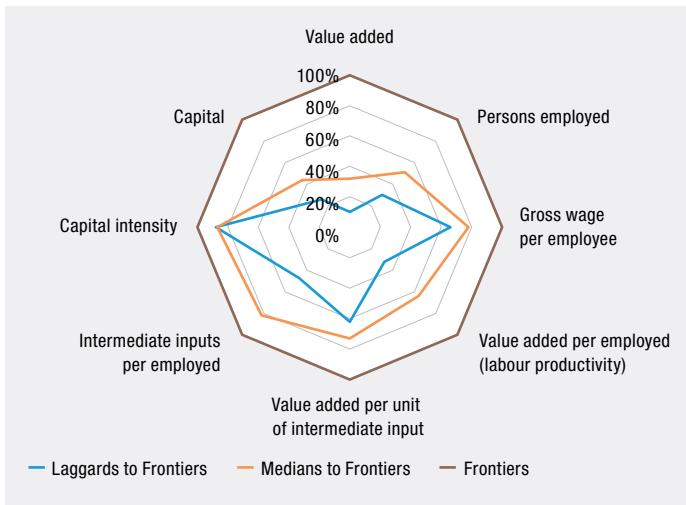 Value added
100%
Capital
Persons employed
80%
60%
40%
20%
Capital intensity
0%
Gross wage
per employee
Intermediate inputs
per employed
Value added per employed
(labour productivity)
Value added per unit
of intermediate input
Laggards to Frontiers
Medians to Frontiers
Frontiers